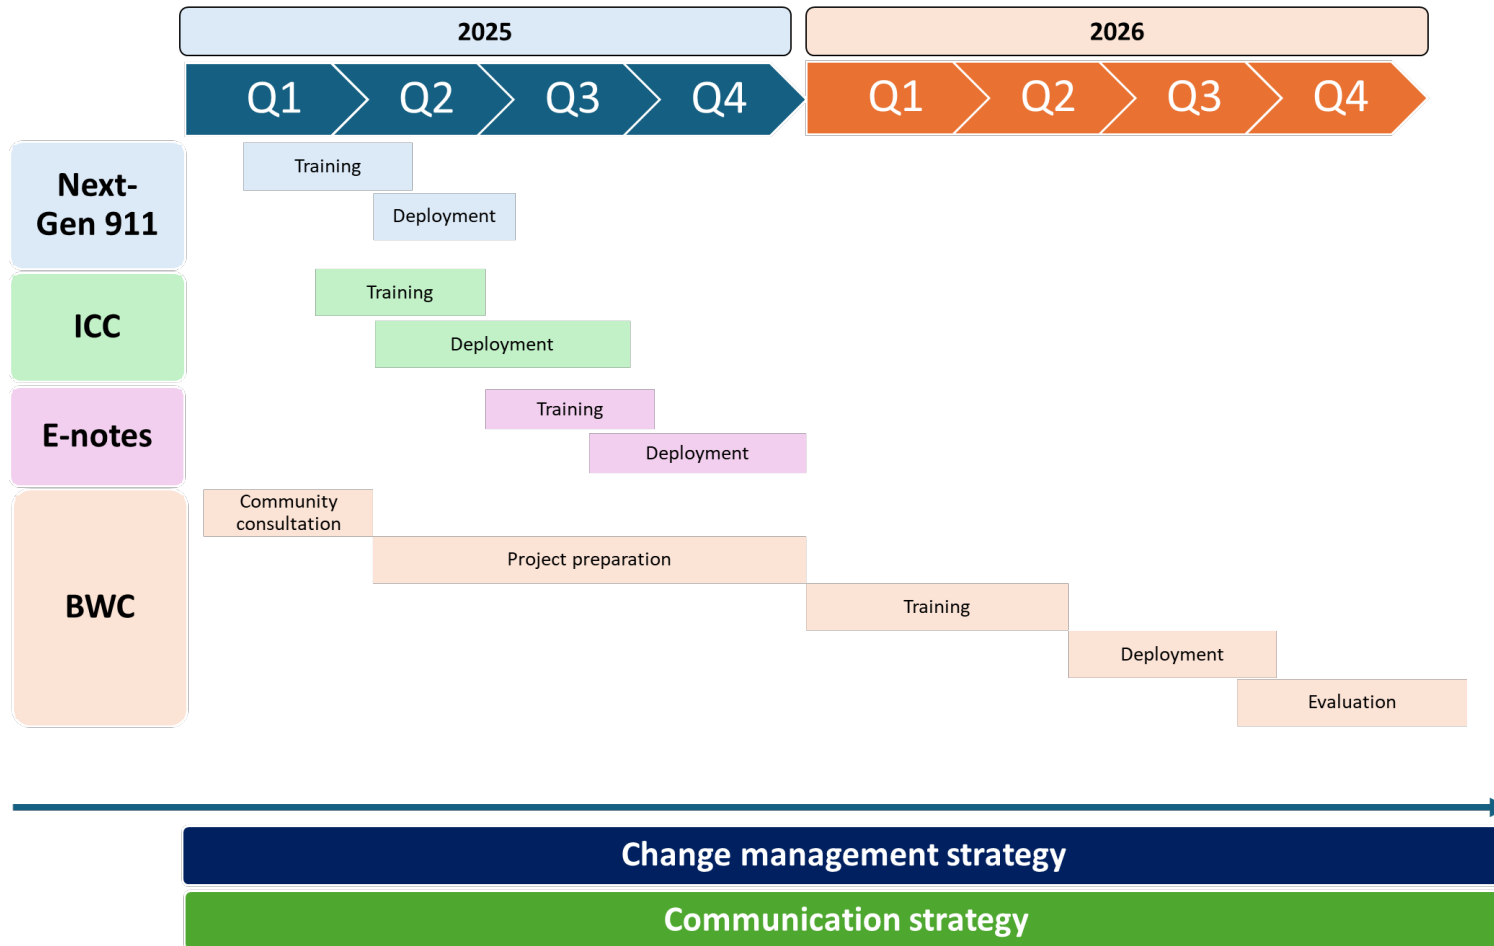 2025
2026
Q1
Q2
Q3
Q4
Q1
Q2
Q3
Q4
Next-
Gen 911
Training
Deployment
ICC
Training
Deployment
E-notes
Training
Deployment
BWC
Community
consultation
Project preparation
Training
Deployment
Evaluation
Change management strategy
Communication strategy